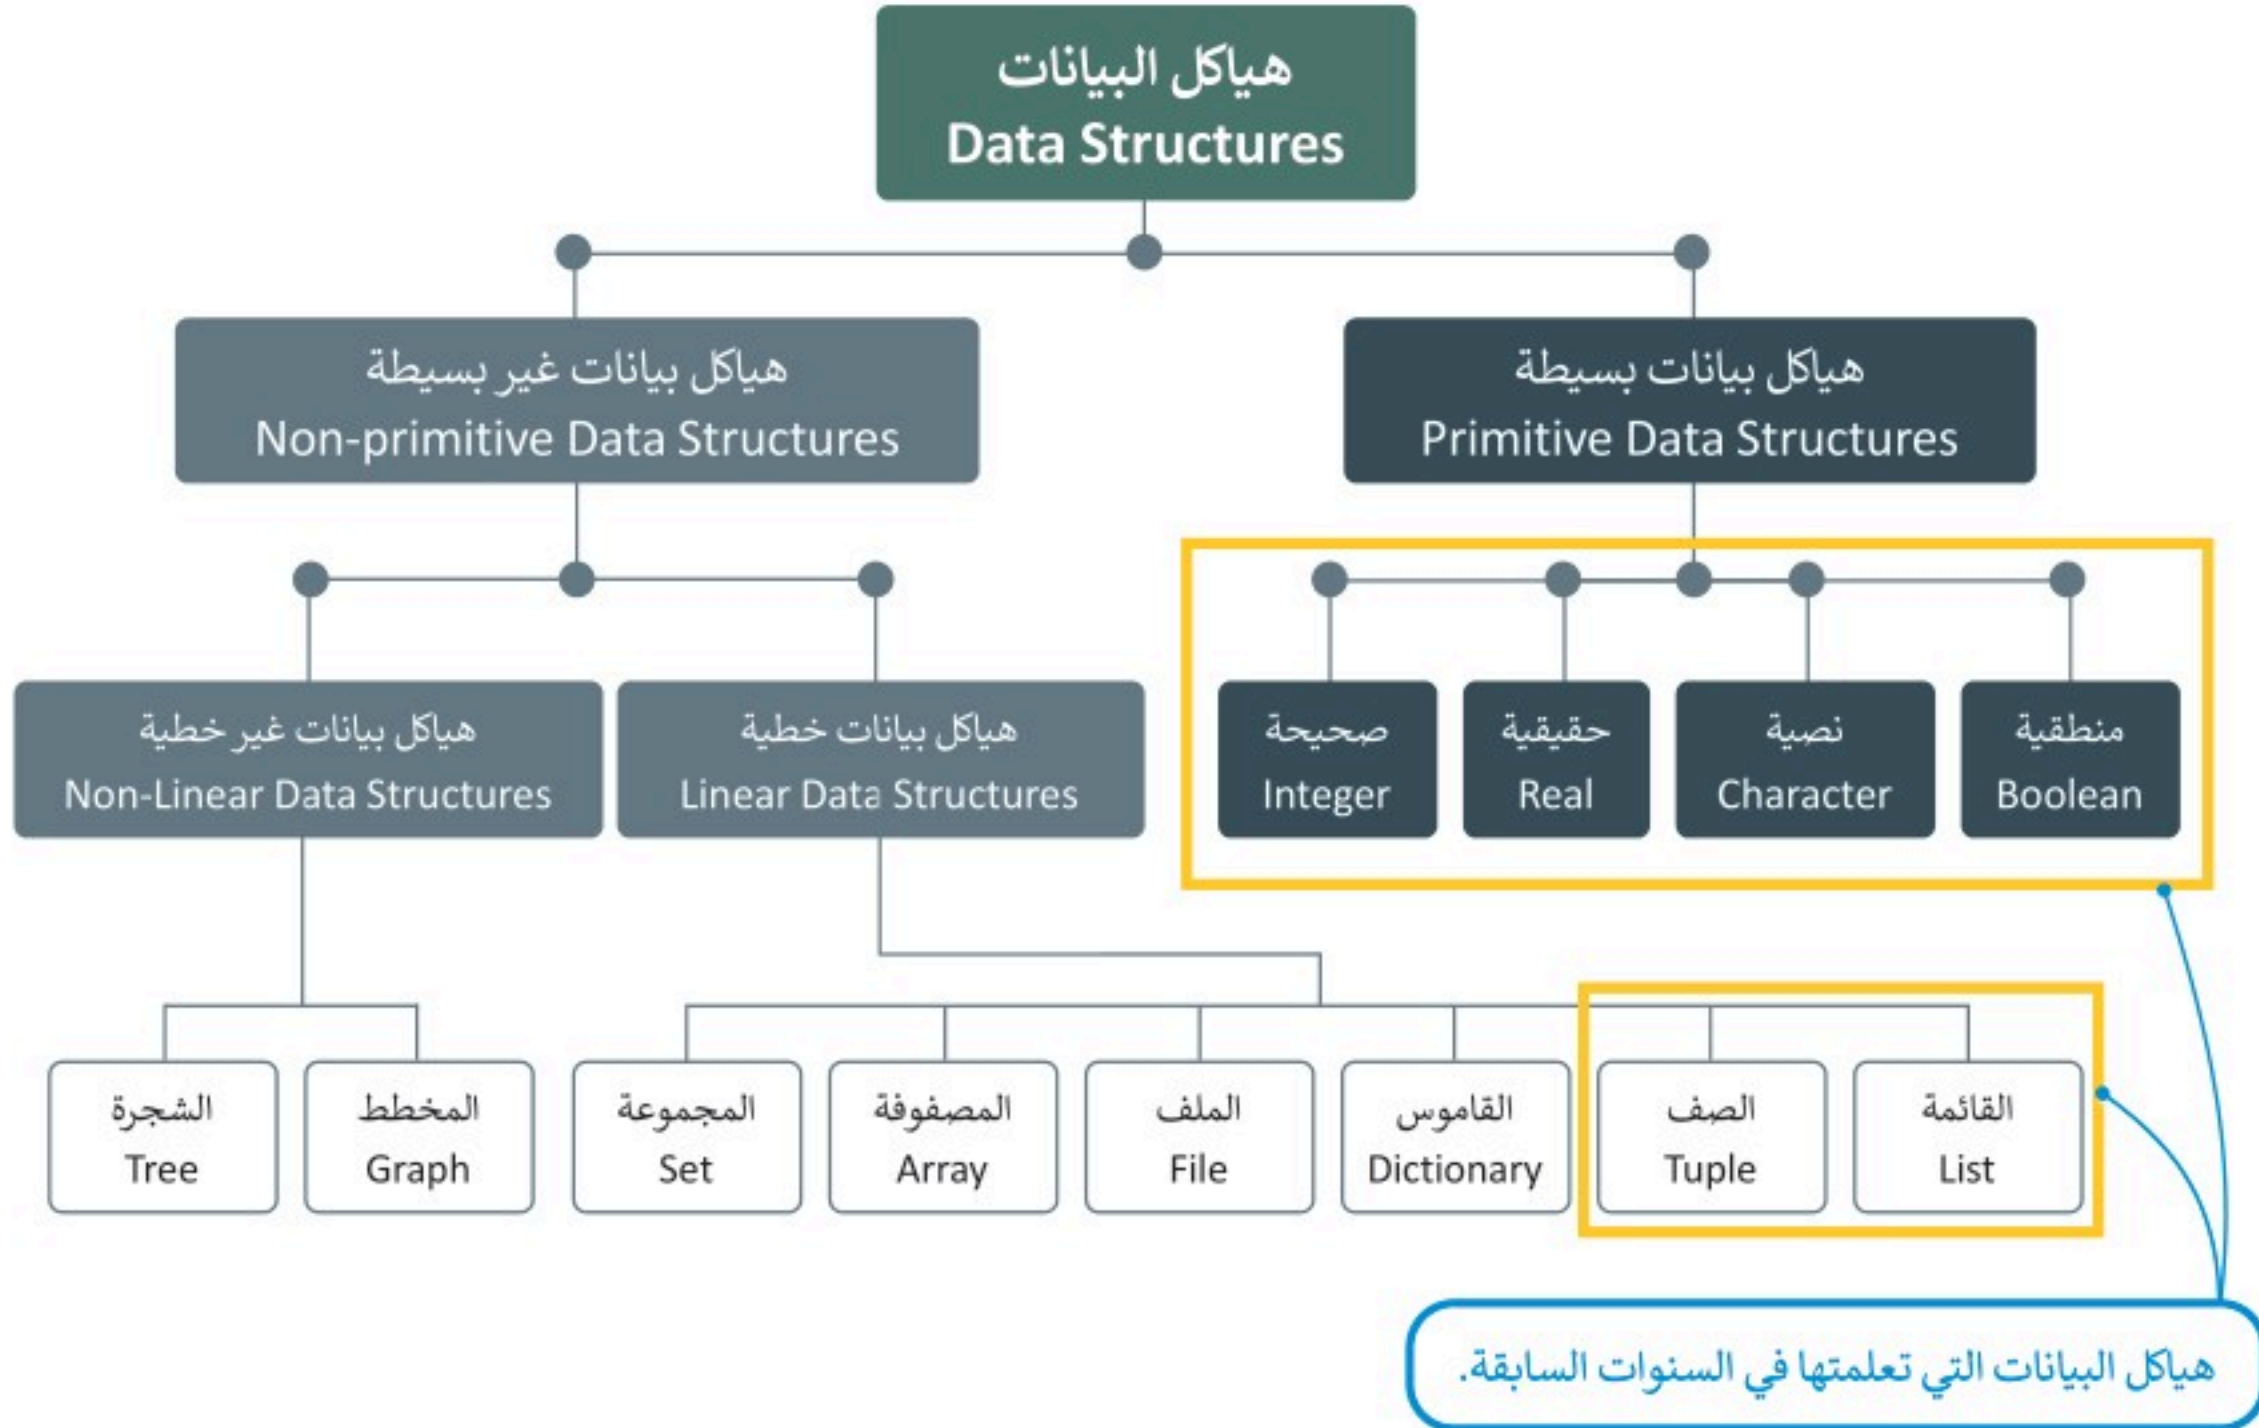 هياكل البيانات
Data Structures
هياكل بيانات بسيطة
Primitive Data Structures
هياكل بيانات غير بسيطة
Non-primitive Data Structures
منطقية
Boolean
نصية
Character
حقيقية
Real
صحيحة
Integer
هياكل بيانات خطية
Linear Data Structures
هياكل بيانات غير خطية
Non-Linear Data Structures
القائمة
List
الصف
Tuple
القاموس
Dictionary
الملف
File
المصفوفة
Array
المجموعة
Set
المخطط
Graph
الشجرة
Tree
هياكل البيانات التي تعلمتها في السنوات السابقة.